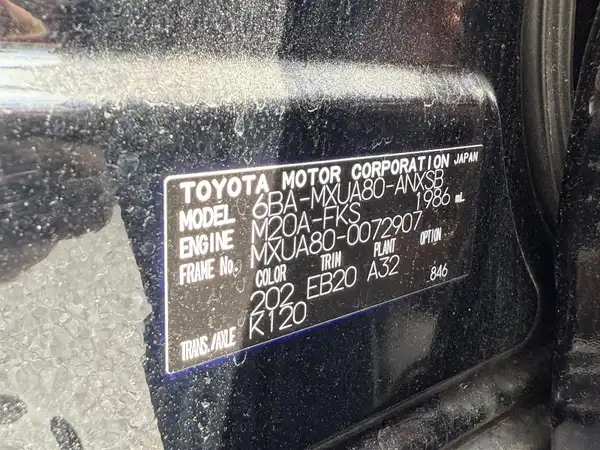 TOYOTA MOTOR CORPORATION JAPAN
MODEL 6BA-MXUA80-ANXSB
ENGINE M20A-FKS 1986 mL
FRAME No. MXUA80-0072907
COLOR TRIM PLANT OPTION
202 EB20 A32 846
TRANS./AXLE K120